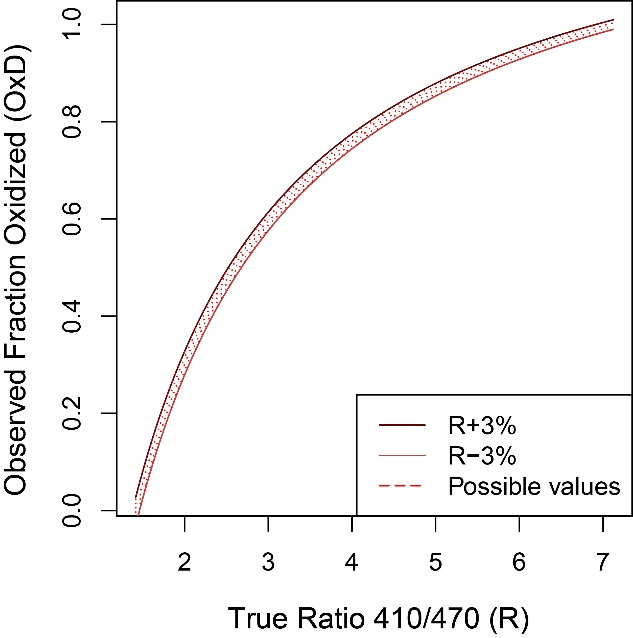 Observed Fraction Oxidized (OxD)
1.0
0.8
0.6
0.4
0.2
0.0
R+3%
R−3%
Possible values
2 3 4 5 6 7
True Ratio 410/470 (R)